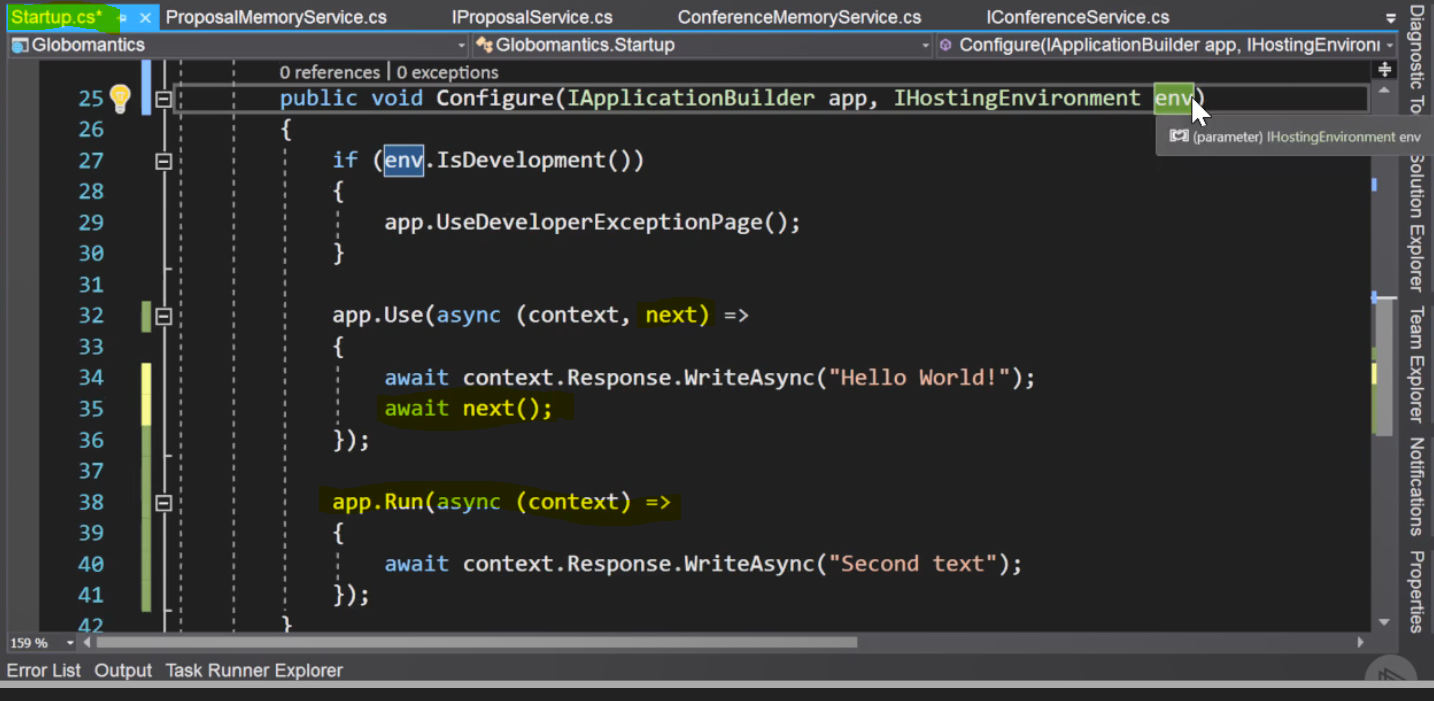 Startup.cs* ProposalMemoryService.cs IProposalService.cs ConferenceMemoryService.cs IConferenceService.cs
Globomantics Globomantics.Startup Configure(IApplicationBuilder app, IHostingEnvironı
0 references | 0 exceptions
25 public void Configure(IApplicationBuilder app, IHostingEnvironment env)
26 {
(parameter) IHostingEnvironment env
27 if (env.IsDevelopment())
28 {
29 app.UseDeveloperExceptionPage();
30 }
31
32 app.Use(async (context, next) =>
33 {
34 await context.Response.WriteAsync("Hello World!");
35 await next();
36 });
37
38 app.Run(async (context) =>
39 {
40 await context.Response.WriteAsync("Second text");
41 });
42 }
159 %
Error List Output Task Runner Explorer
Diagnostic To
Solution Explorer
Team Explorer
Notifications
Properties